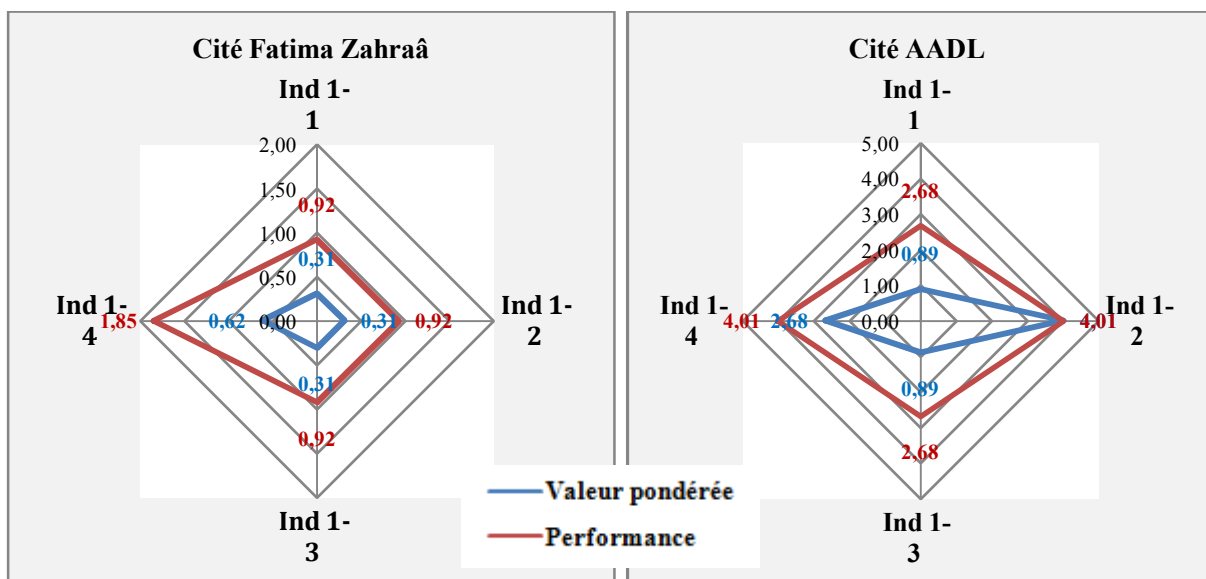 Cité Fatima Zahraâ
Ind 1-
1
2,00
1,50
1,00
0,50
0,00
0,92
0,31
Ind 1-
4
1,85
0,62
0,31
0,92
Ind 1-
2
0,31
0,92
Ind 1-
3
Cité AADL
Ind 1-
1
5,00
4,00
3,00
2,00
1,00
0,00
2,68
0,89
Ind 1-
4
4,01
2,68
4,01
Ind 1-
2
0,89
2,68
Ind 1-
3
Valeur pondérée
Performance